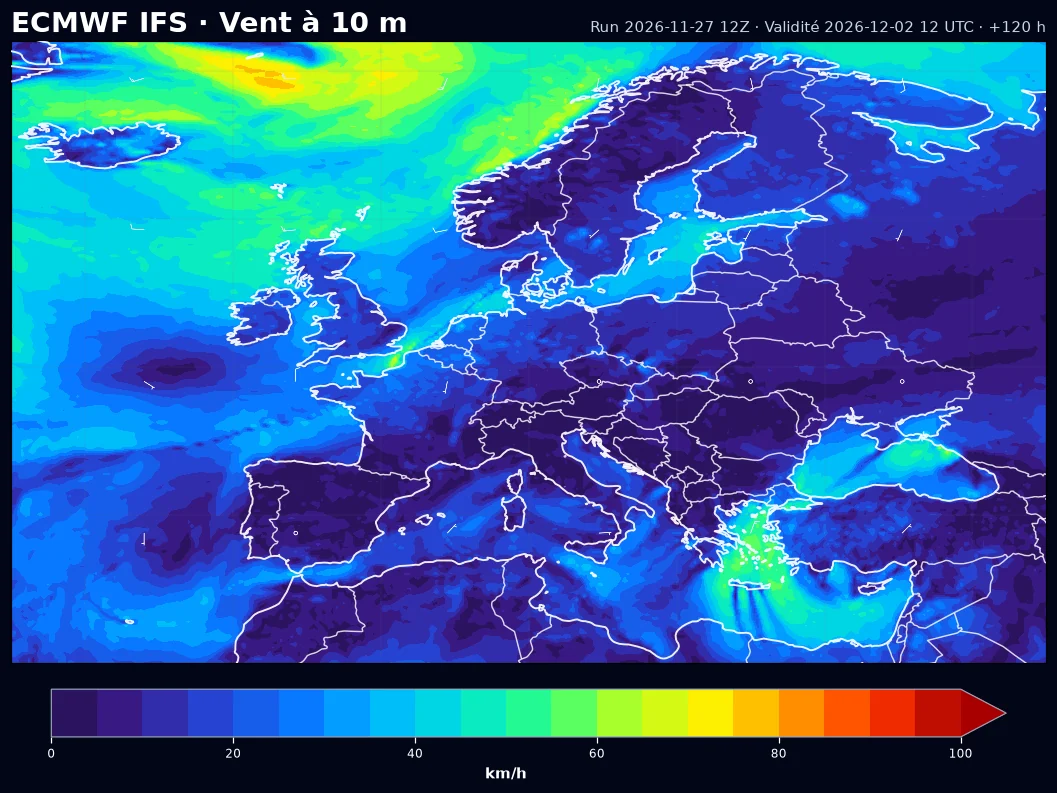 ECMWF IFS · Vent à 10 m
Run 2026-11-27 12Z · Validité 2026-12-02 12 UTC · +120 h
0 20 40 60 80 100
km/h